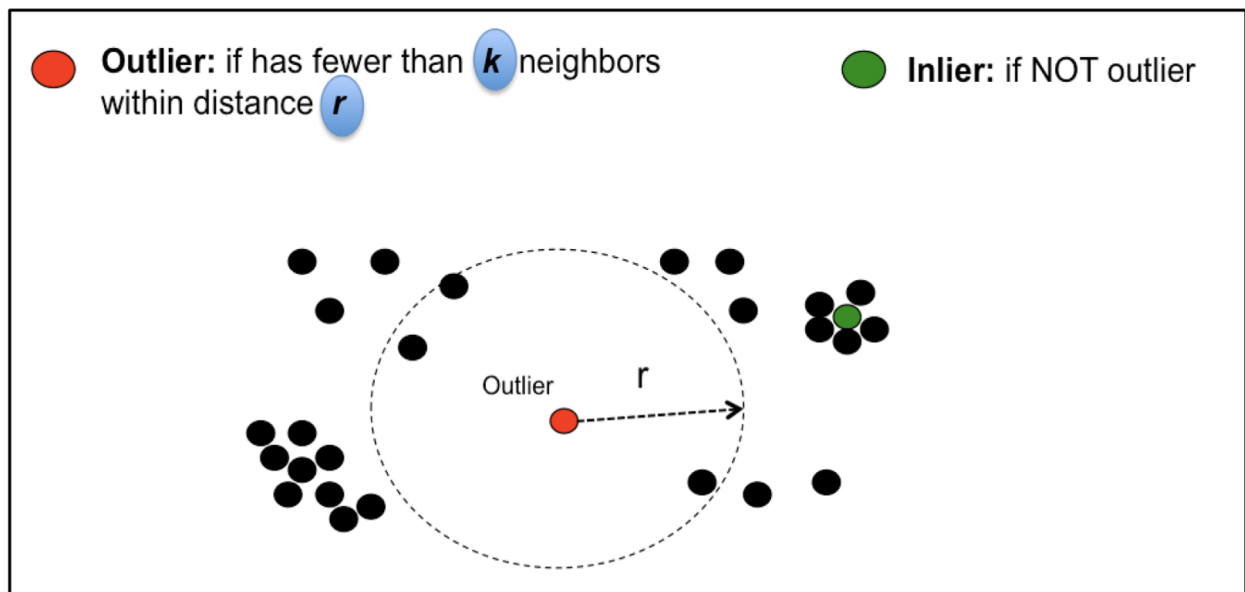 Outlier: if has fewer than k neighbors
within distance r
Inlier: if NOT outlier
r
Outlier